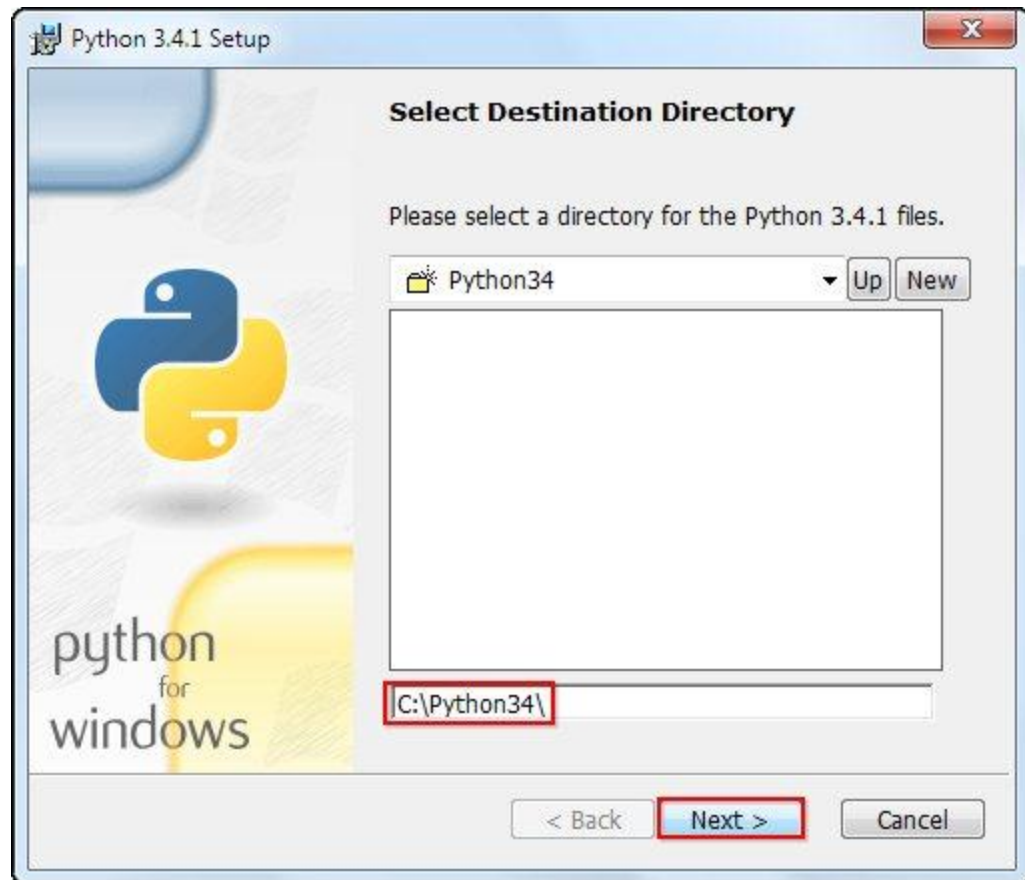 Python 3.4.1 Setup
Select Destination Directory
Please select a directory for the Python 3.4.1 files.
Python34
Up
New
python
for
windows
C:\Python34\
< Back
Next >
Cancel